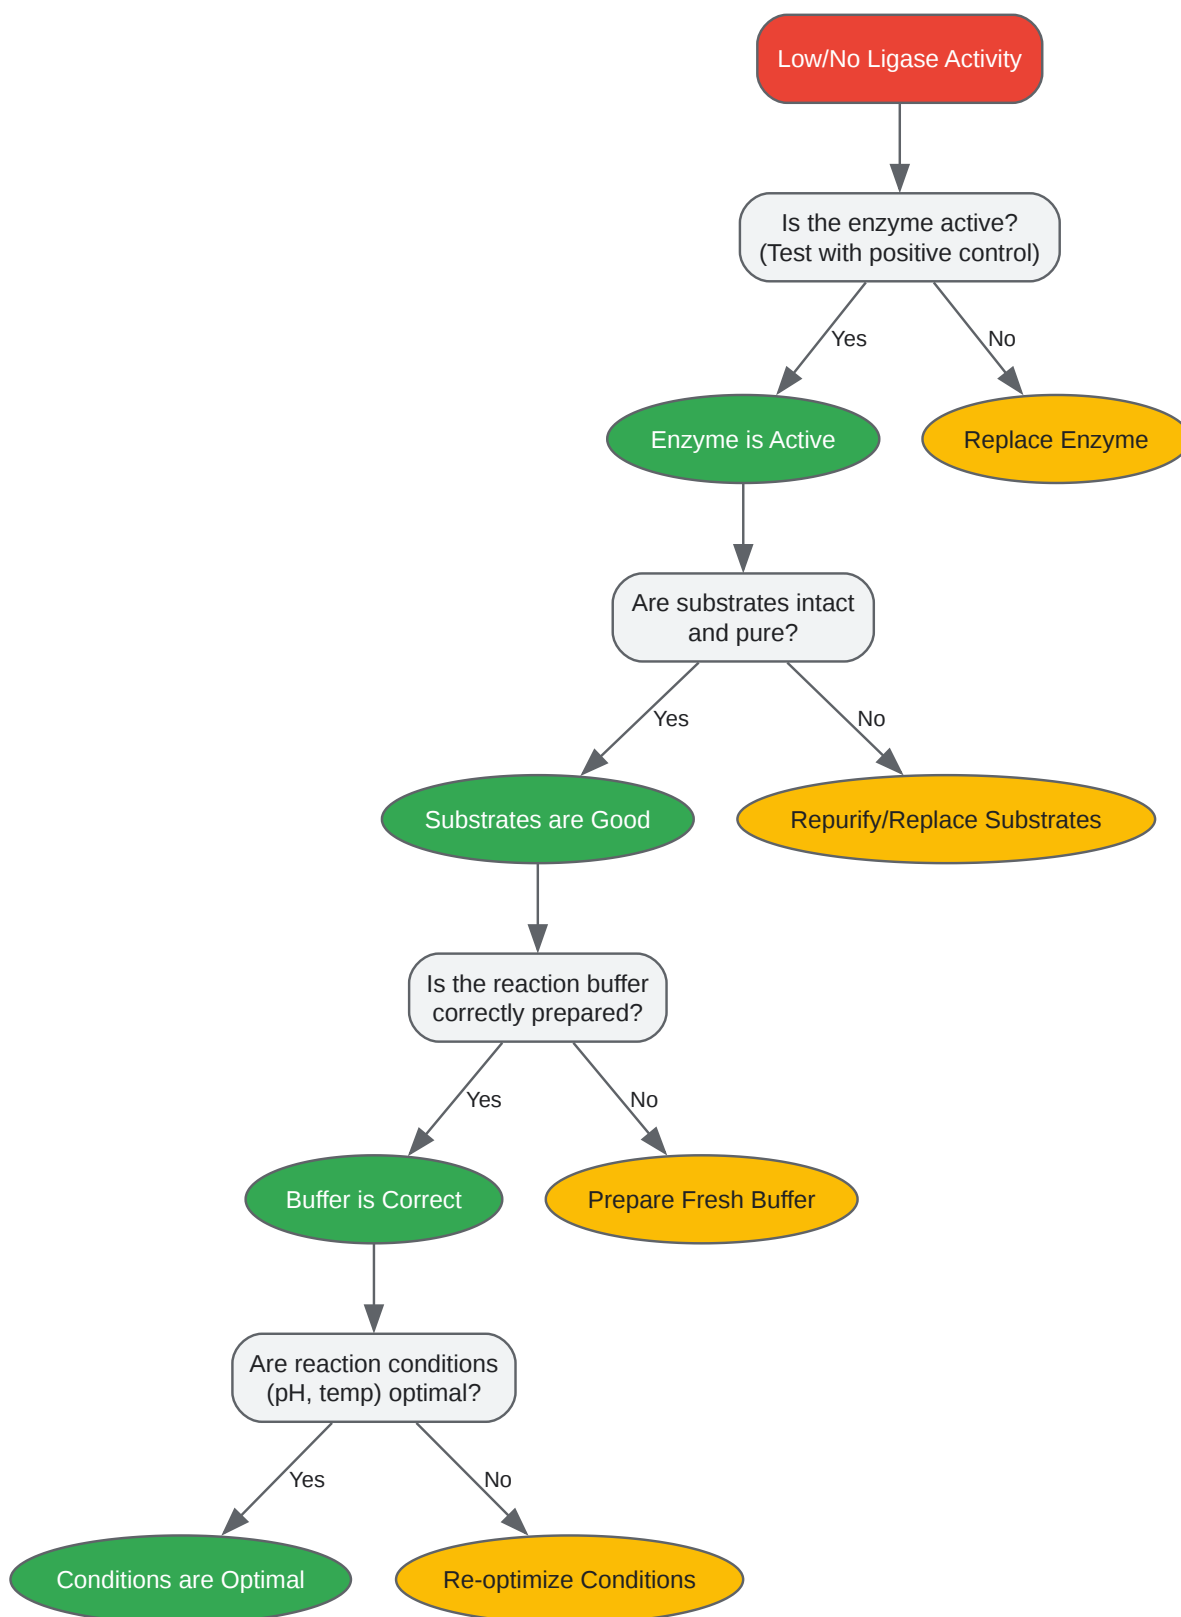 Low/No Ligase Activity
Is the enzyme active?
(Test with positive control)
Yes
No
Enzyme is Active
Replace Enzyme
Are substrates intact
and pure?
Yes
No
Substrates are Good
Repurify/Replace Substrates
Is the reaction buffer
correctly prepared?
Yes
No
Buffer is Correct
Prepare Fresh Buffer
Are reaction conditions
(pH, temp) optimal?
Yes
No
Conditions are Optimal
Re-optimize Conditions